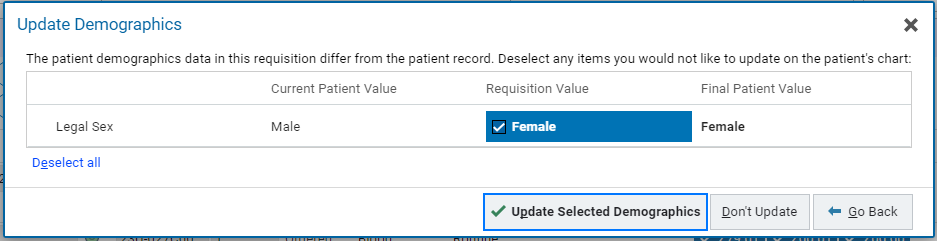 Update Demographics
The patient demographics data in this requisition differ from the patient record. Deselect any items you would not like to update on the patient's chart:
Current Patient Value Requisition Value Final Patient Value
Legal Sex Male Female Female
Deselect all
Update Selected Demographics Don't Update Go Back